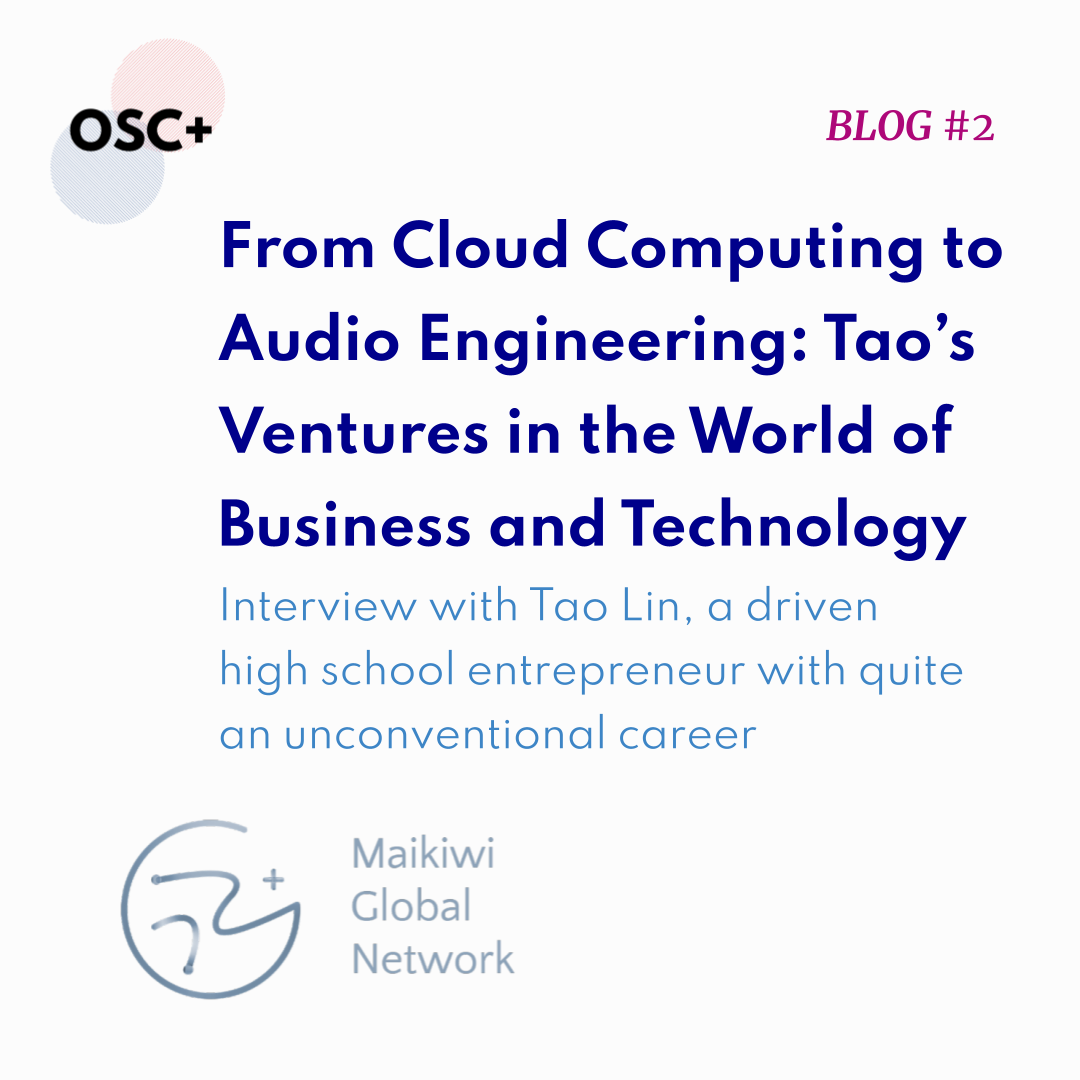 OSC+
BLOG #2
From Cloud Computing to
Audio Engineering: Tao’s
Ventures in the World of
Business and Technology
Interview with Tao Lin, a driven
high school entrepreneur with quite
an unconventional career
Maikiwi
Global
Network